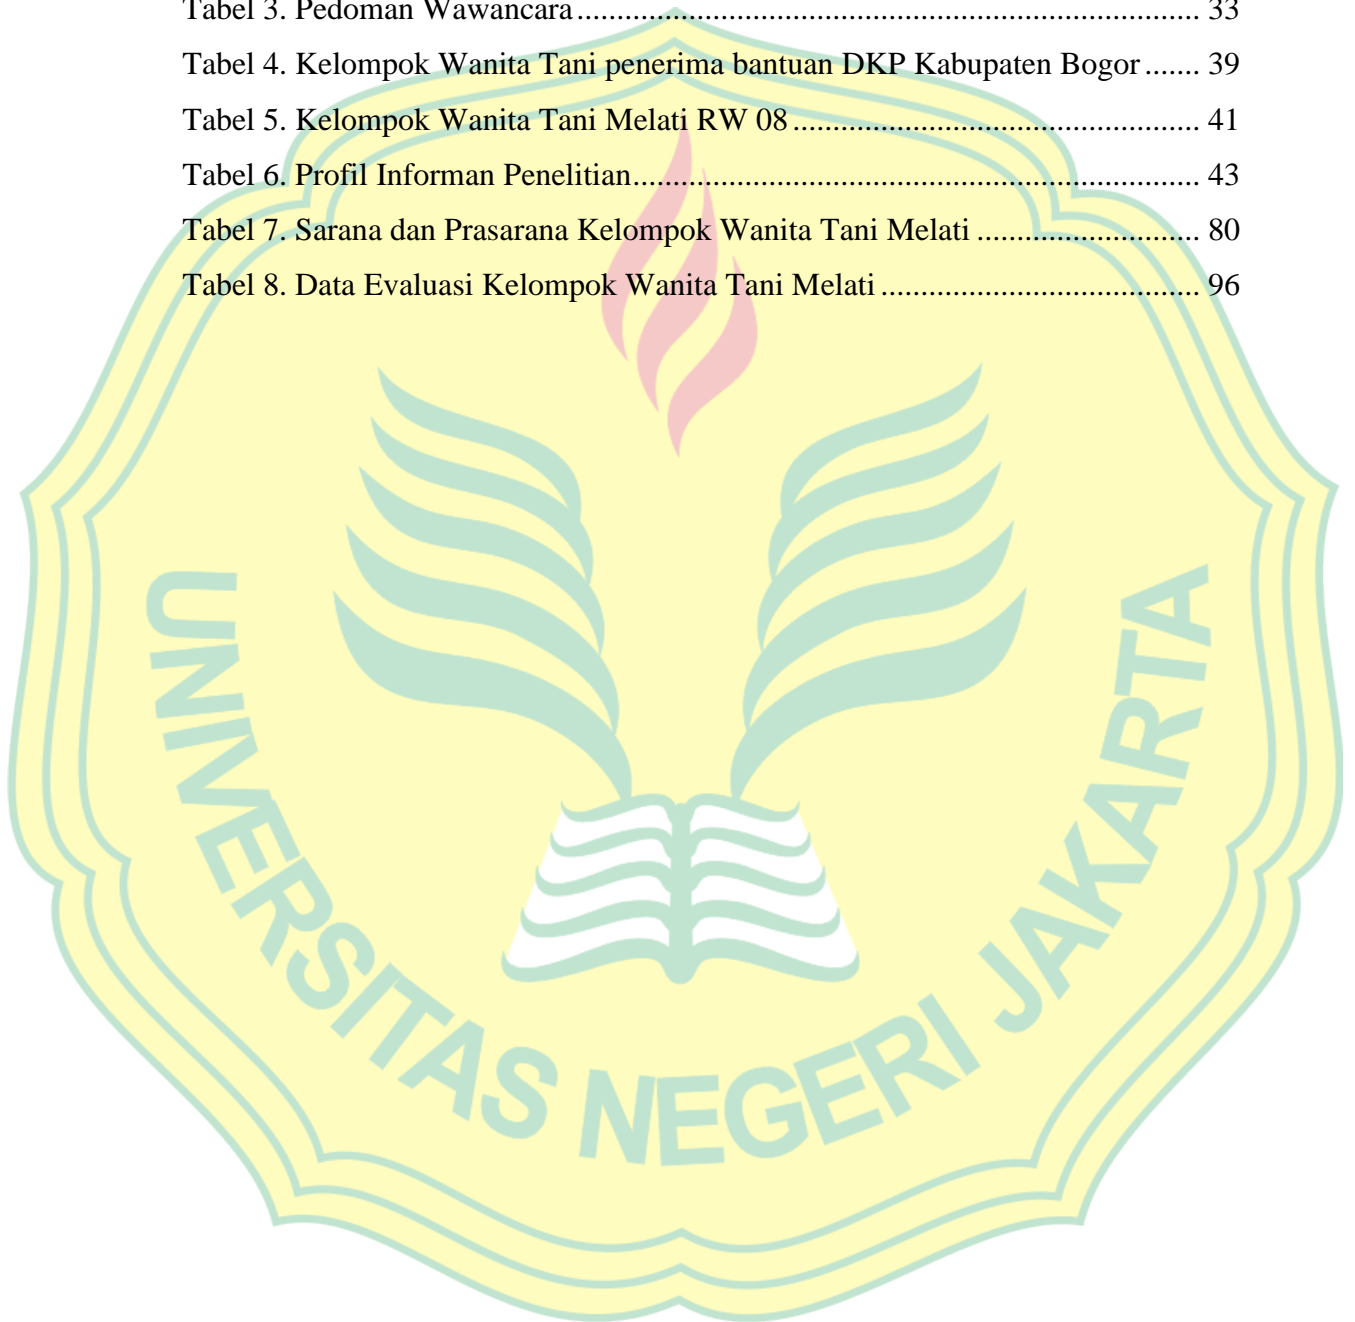 Tabel 3. Pedoman Wawancara.............................................................................. 33
Tabel 4. Kelompok Wanita Tani penerima bantuan DKP Kabupaten Bogor....... 39
Tabel 5. Kelompok Wanita Tani Melati RW 08................................................... 41
Tabel 6. Profil Informan Penelitian....................................................................... 43
Tabel 7. Sarana dan Prasarana Kelompok Wanita Tani Melati............................ 80
Tabel 8. Data Evaluasi Kelompok Wanita Tani Melati........................................ 96
UNIVERSITAS NEGERI JAKARTA